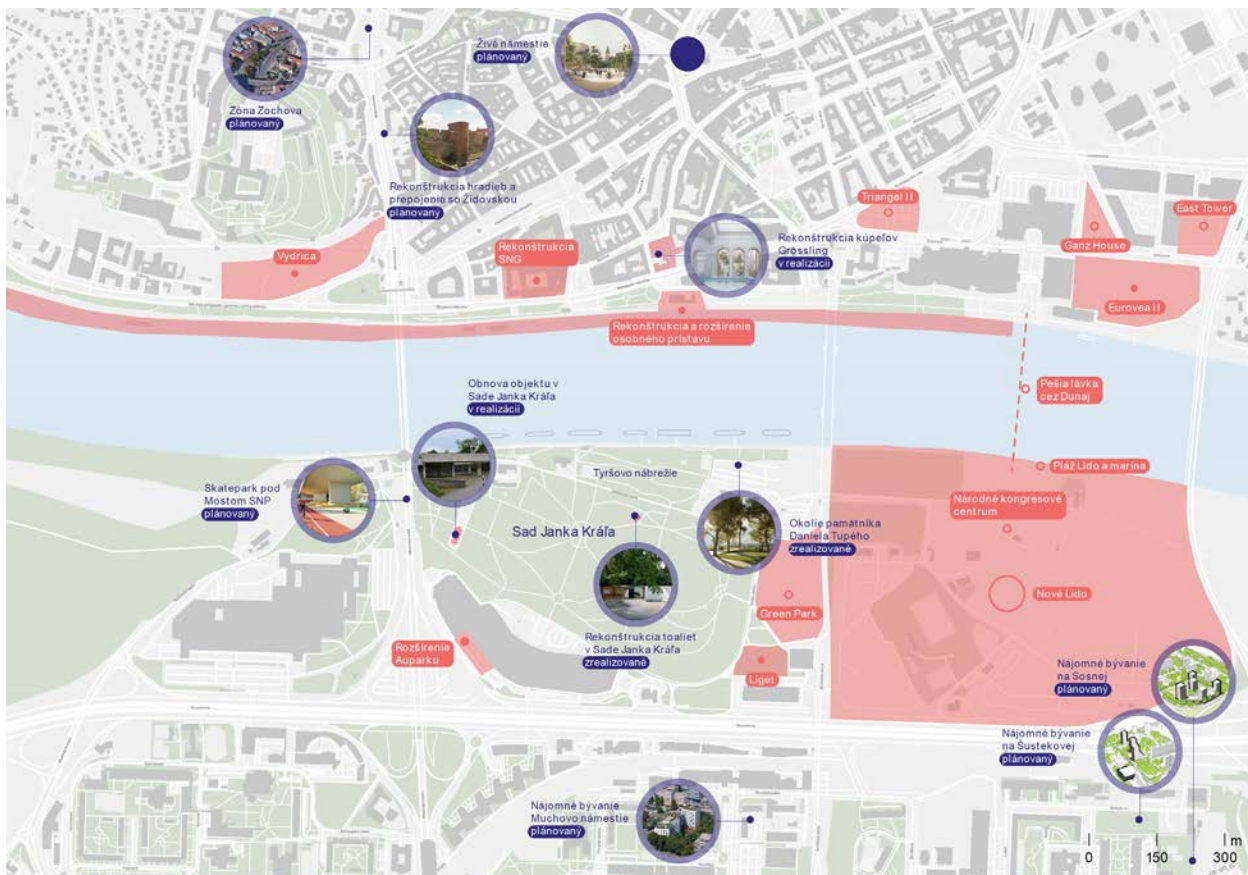 Živé námestie
plánovaný
Zóna Zochova
plánovaný
Rekonštrukcia hradieb a
prepojenie so Židovskou
plánovaný
Triangel II
East Tower
Ganz House
Rekonštrukcia kúpeľov
Grössling
v realizácii
Vydrica
Rekonštrukcia
SNG
Eurovea II
Rekonštrukcia a rozšírenie
osobného prístavu
Pešia lávka
cez Dunaj
Obnova objektu v
Sade Janka Kráľa
v realizácii
Tyršovo nábrežie
Pláž Lido a marina
Skatepark pod
Mostom SNP
plánovaný
Národné kongresové
centrum
Sad Janka Kráľa
Okolie pamätníka
Daniela Tupého
zrealizované
Nové Lido
Green Park
Rekonštrukcia toaliet
v Sade Janka Kráľa
zrealizované
Rozšírenie
Auparku
Liget
Nájomné bývanie
na Sosnej
plánovaný
Nájomné bývanie
na Šustekovej
plánovaný
Nájomné bývanie
Muchovo námestie
plánovaný
m
0 150 300